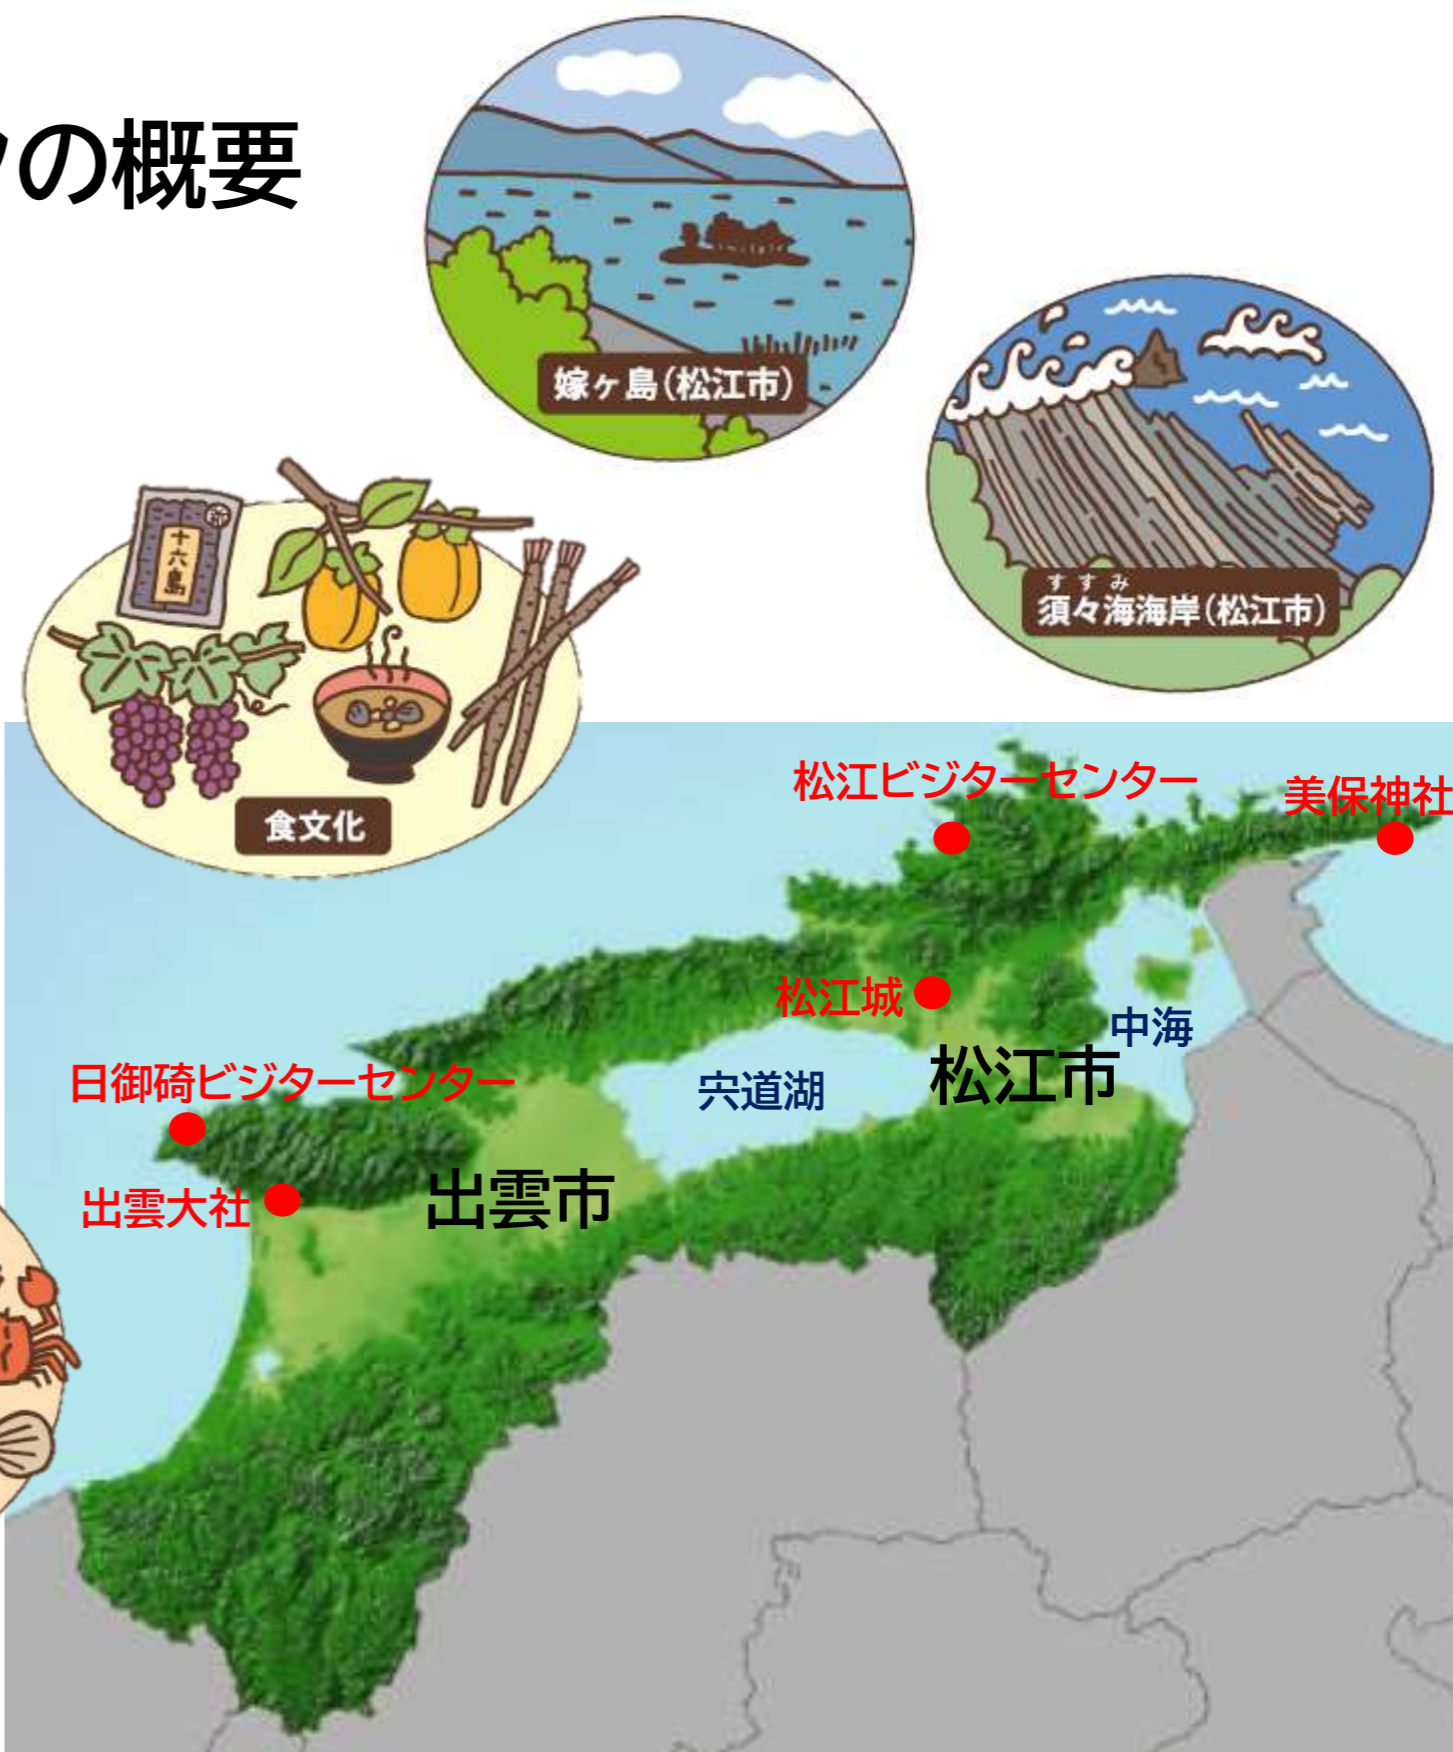 の概要
嫁ヶ島(松江市)
すすみ
須々海海岸(松江市)
十六島
食文化
松江ビジターセンター
美保神社
松江城
中海
松江市
宍道湖
日御碕ビジターセンター
出雲大社
出雲市